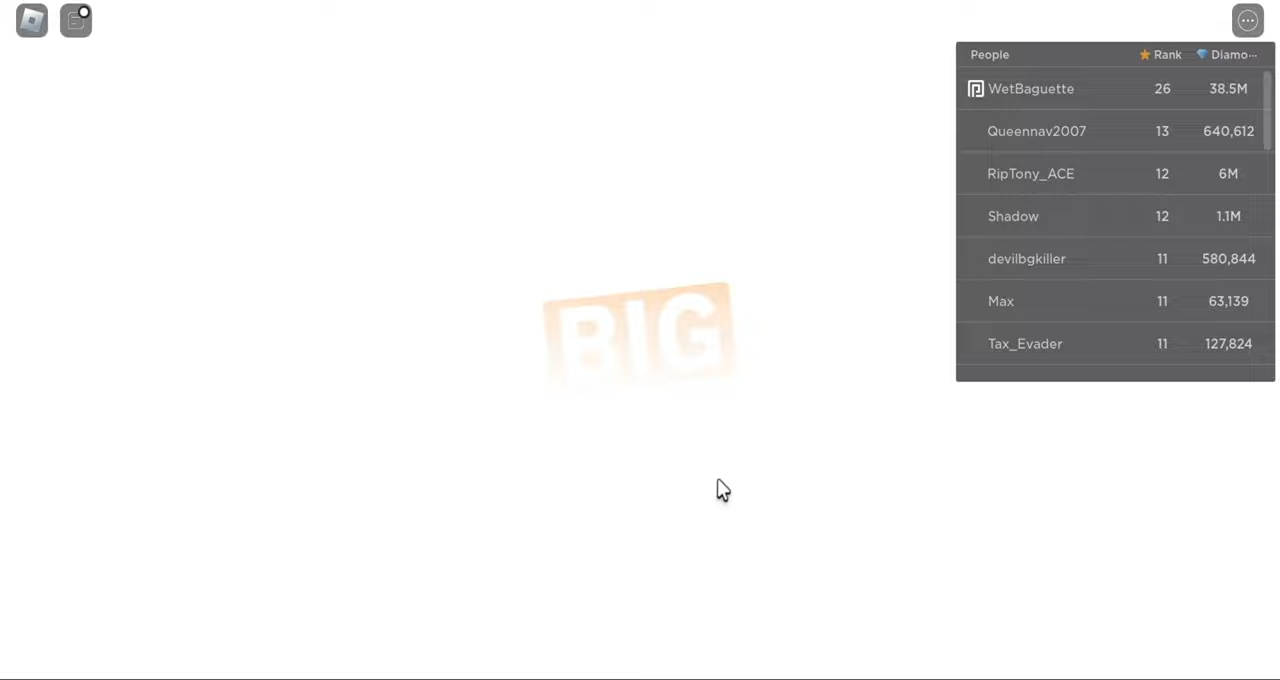 People Rank Diamo···
WetBaguette 26 38.5M
Queennav2007 13 640,612
RipTony_ACE 12 6M
Shadow 12 1.1M
devilbgkiller 11 580,844
Max 11 63,139
Tax_Evader 11 127,824
BIG